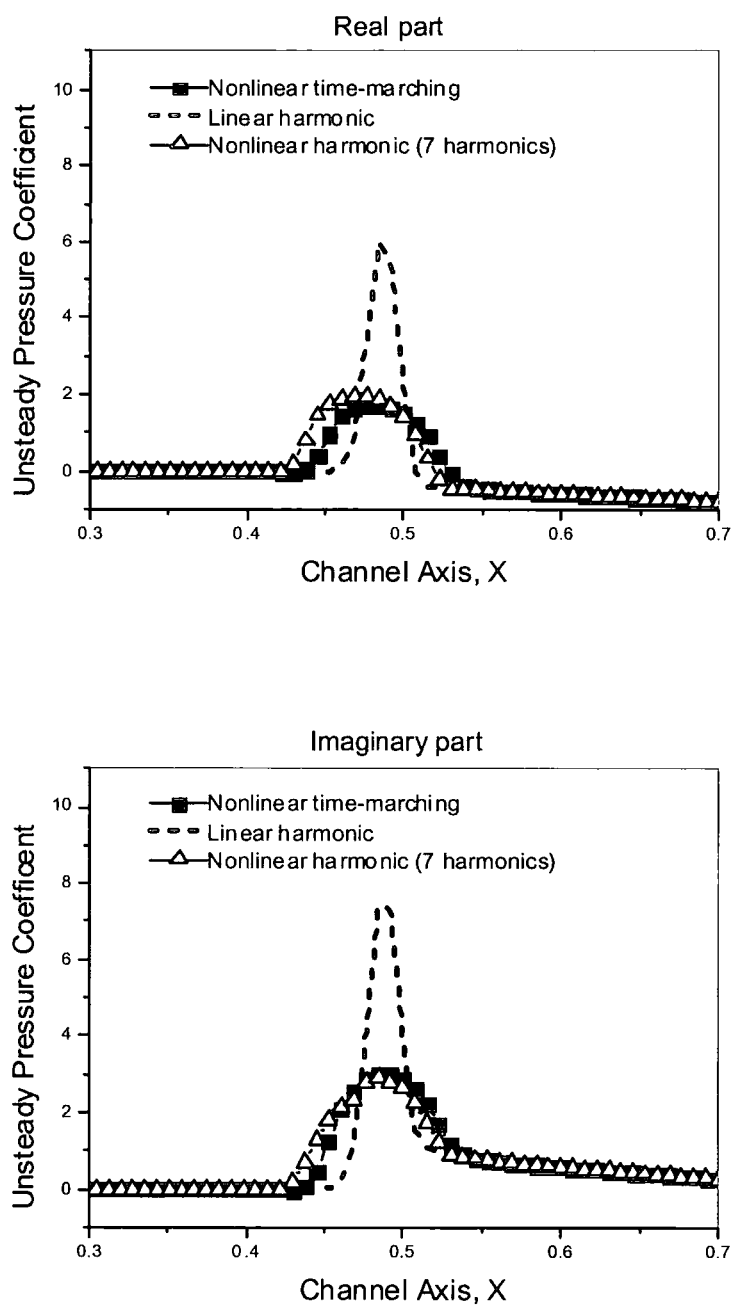 Real part
Nonlinear time-marching
Linear harmonic
Nonlinear harmonic (7 harmonics)
Unsteady Pressure Coefficient
10
8
6
4
2
0
0.3 0.4 0.5 0.6 0.7
Channel Axis, X
Imaginary part
Nonlinear time-marching
Linear harmonic
Nonlinear harmonic (7 harmonics)
Unsteady Pressure Coefficent
10
8
6
4
2
0
0.3 0.4 0.5 0.6 0.7
Channel Axis, X